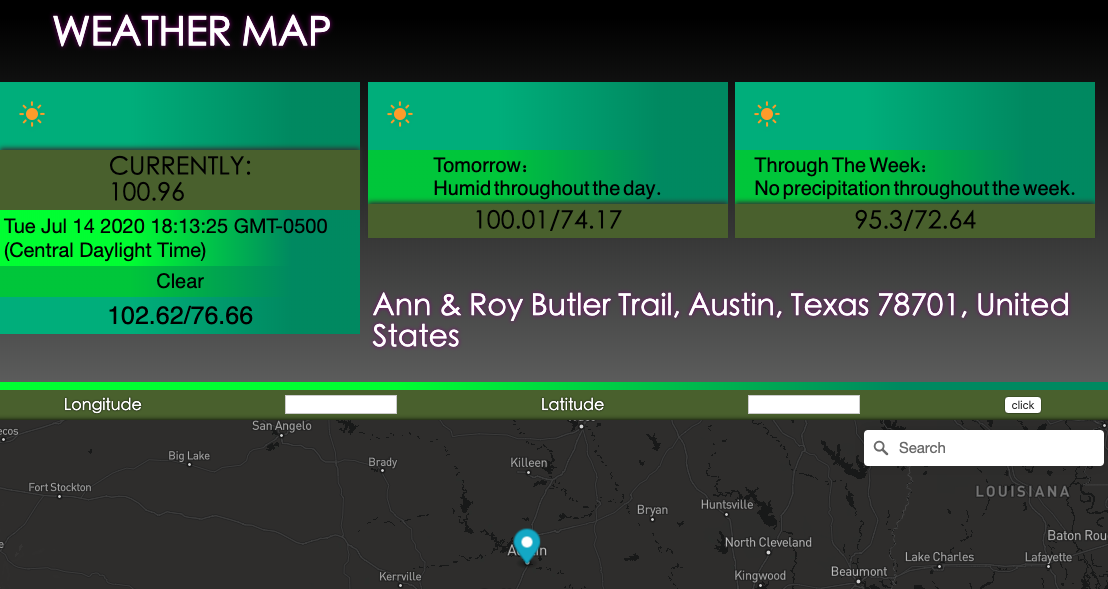 WEATHER MAP
CURRENTLY:
100.96
Tue Jul 14 2020 18:13:25 GMT-0500
(Central Daylight Time)
Clear
102.62/76.66
Tomorrow:
Humid throughout the day.
100.01/74.17
Through The Week:
No precipitation throughout the week.
95.3/72.64
Ann & Roy Butler Trail, Austin, Texas 78701, United
States
Longitude
Latitude
click
Search
San Angelo
Big Lake
Brady
Killeen
Fort Stockton
LOUISIANA
Huntsville
Bryan
North Cleveland
Baton Rou
Lake Charles
Lafayette
Kerrville
Kingwood
Beaumont